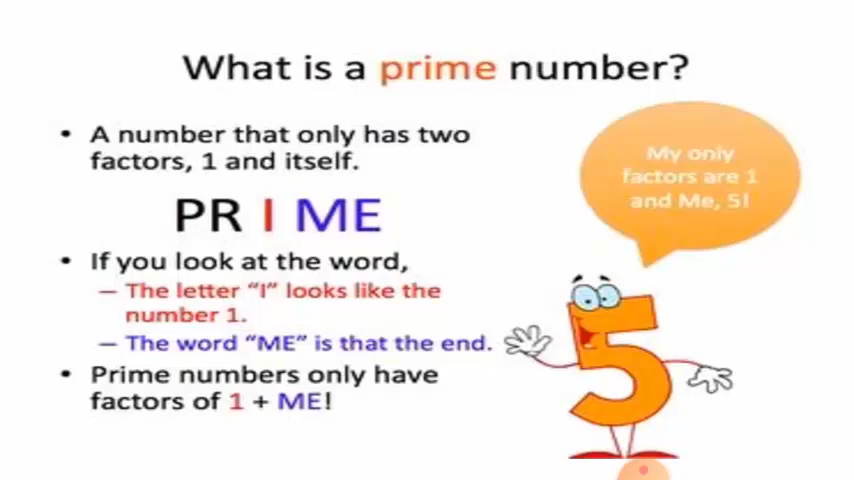 What is a prime number?
• A number that only has two
factors, 1 and itself.
PR I ME
• If you look at the word,
– The letter “I” looks like the
number 1.
– The word “ME” is that the end.
• Prime numbers only have
factors of 1 + ME!
My only
factors are 1
and Me, 5!
5